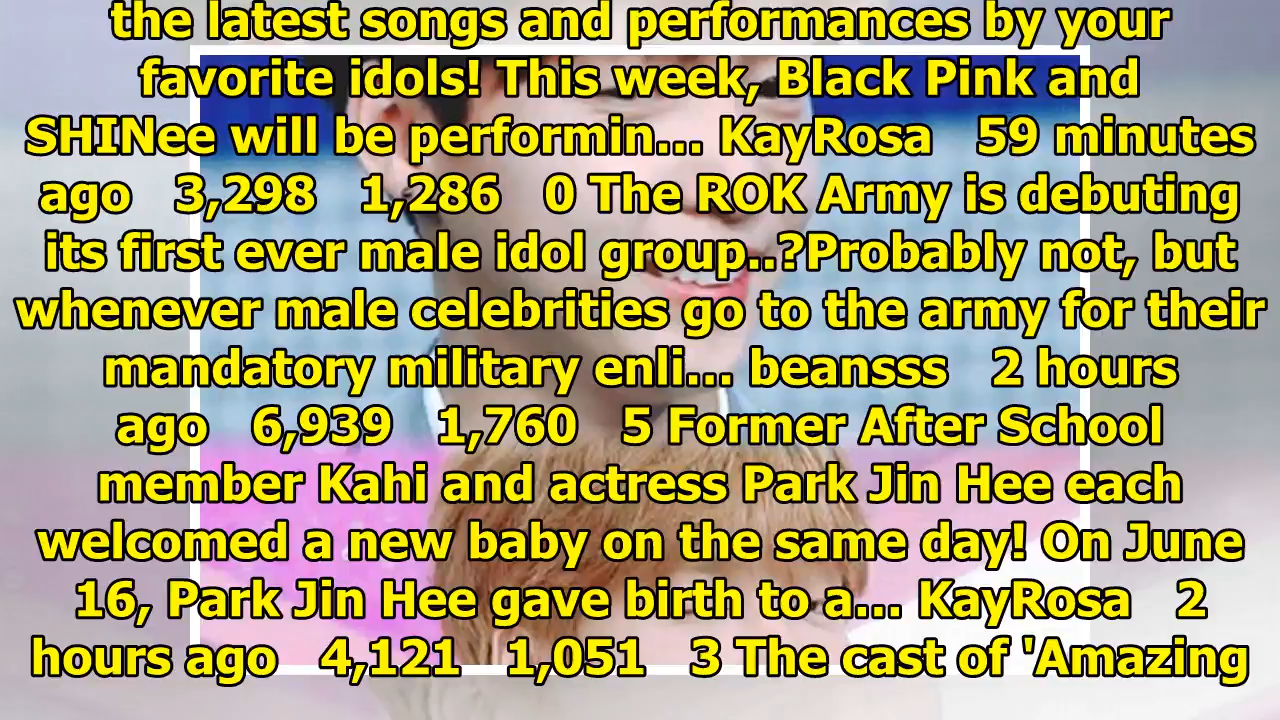 the latest songs and performances by your
favorite idols! This week, Black Pink and
SHINee will be performin... KayRosa   59 minutes
ago   3,298   1,286   0 The ROK Army is debuting
its first ever male idol group..?Probably not, but
whenever male celebrities go to the army for their
mandatory military enli... beansss   2 hours
ago   6,939   1,760   5 Former After School
member Kahi and actress Park Jin Hee each
welcomed a new baby on the same day! On June
16, Park Jin Hee gave birth to a... KayRosa   2
hours ago   4,121   1,051   3 The cast of 'Amazing